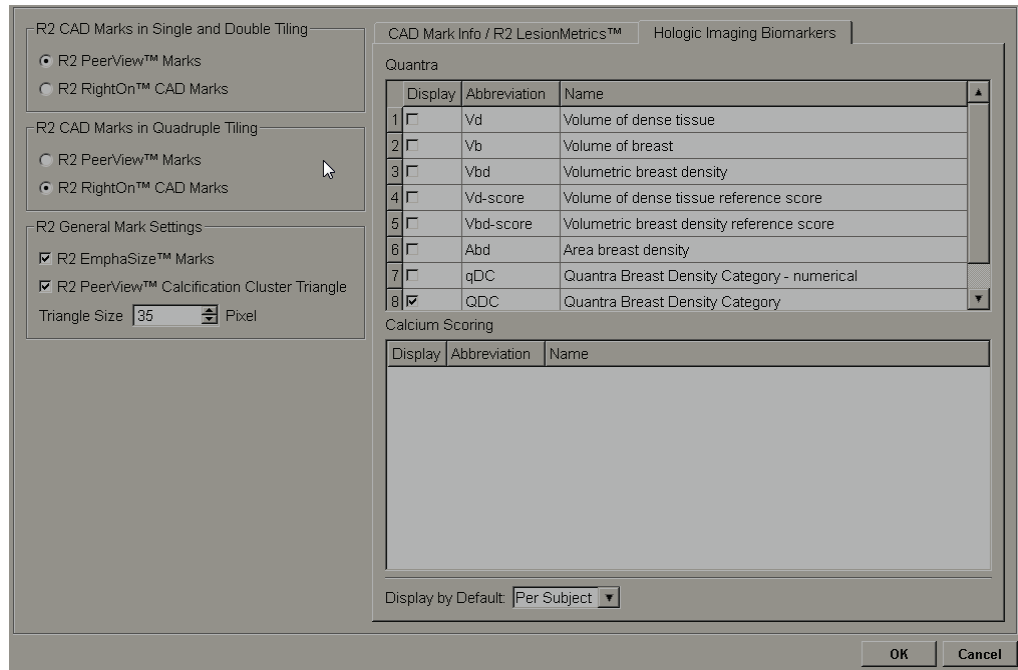 R2 CAD Marks in Single and Double Tiling
R2 PeerView™ Marks
R2 RightOn™ CAD Marks
R2 CAD Marks in Quadruple Tiling
R2 PeerView™ Marks
R2 RightOn™ CAD Marks
R2 General Mark Settings
R2 EmphaSize™ Marks
R2 PeerView™ Calcification Cluster Triangle
Triangle Size 35 Pixel
CAD Mark Info / R2 LesionMetrics™ Hologic Imaging Biomarkers
Quantra
Display Abbreviation Name
1 Vd Volume of dense tissue
2 Vb Volume of breast
3 Vbd Volumetric breast density
4 Vd-score Volume of dense tissue reference score
5 Vbd-score Volumetric breast density reference score
6 Abd Area breast density
7 qDC Quantra Breast Density Category - numerical
8 QDC Quantra Breast Density Category
Calcium Scoring
Display Abbreviation Name
Display by Default: Per Subject
OK Cancel